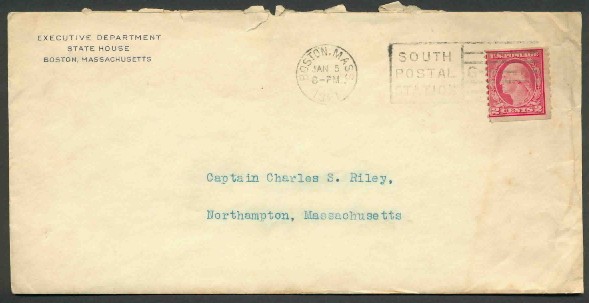 EXECUTIVE DEPARTMENT
STATE HOUSE
BOSTON, MASSACHUSETTS
BOSTON, MASS.
JAN 5
6-PM
SOUTH
POSTAL
STATION
2 CENTS 2
Captain Charles S. Riley,
Northampton, Massachusetts